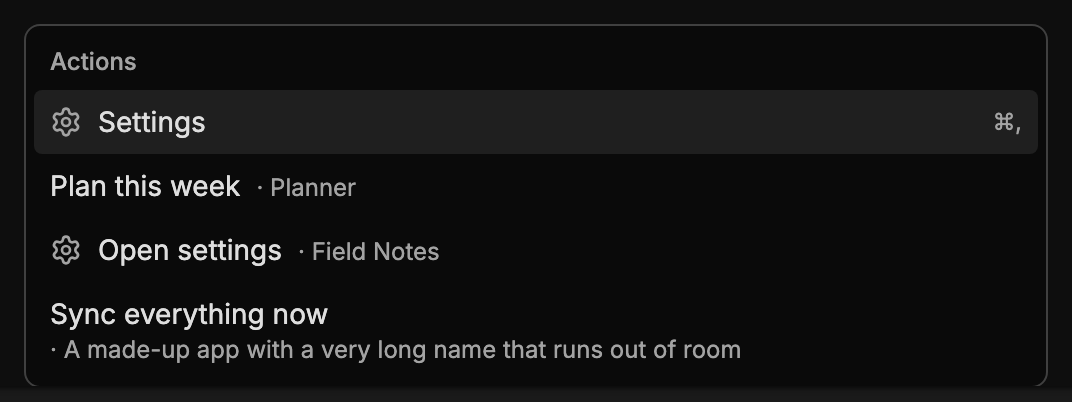 Actions
Settings ⌘,
Plan this week · Planner
Open settings · Field Notes
Sync everything now
· A made-up app with a very long name that runs out of room